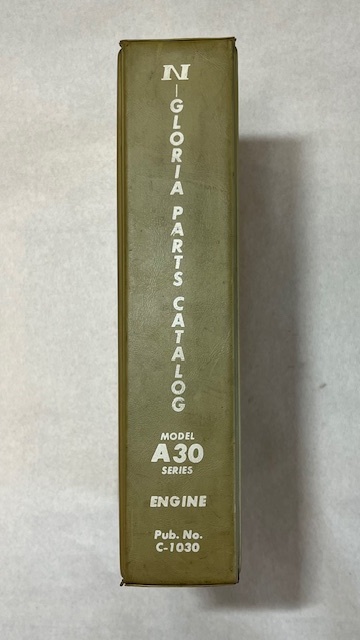 N
GLORIA PARTS CATALOG
MODEL
A30
SERIES
ENGINE
Pub. No.
C-1030